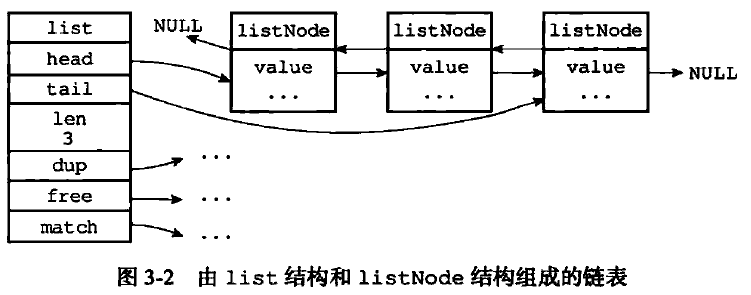 list
head
tail
len
3
dup
free
match
NULL
listNode
value
...
listNode
value
...
listNode
value
...
NULL
...
...
...
图 3-2 由 list 结构和 listNode 结构组成的链表